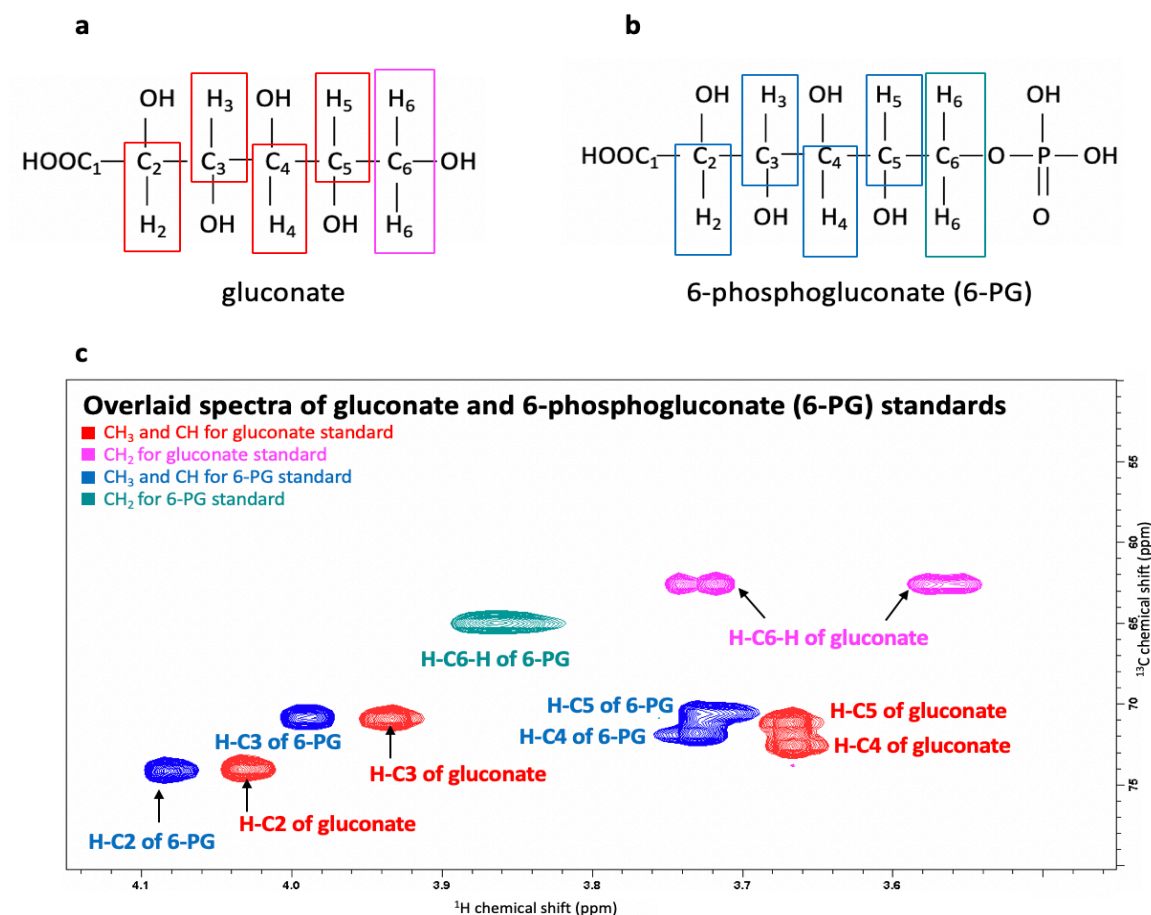 a
OH H₃ OH H₅ H₆
HOOC₁ C₂ C₃ C₄ C₅ C₆ OH
H₂ OH H₄ OH H₆
gluconate
b
OH H₃ OH H₅ H₆ OH
HOOC₁ C₂ C₃ C₄ C₅ C₆ O P OH
H₂ OH H₄ OH H₆ O
6-phosphogluconate (6-PG)
c
Overlaid spectra of gluconate and 6-phosphogluconate (6-PG) standards
CH₃ and CH for gluconate standard
CH₂ for gluconate standard
CH₃ and CH for 6-PG standard
CH₂ for 6-PG standard
H-C6-H of gluconate
H-C6-H of 6-PG
H-C5 of 6-PG
H-C5 of gluconate
H-C4 of 6-PG
H-C4 of gluconate
H-C3 of 6-PG
H-C3 of gluconate
H-C2 of gluconate
H-C2 of 6-PG
55
60
65
70
75
¹³C chemical shift (ppm)
4.1 4.0 3.9 3.8 3.7 3.6
¹H chemical shift (ppm)